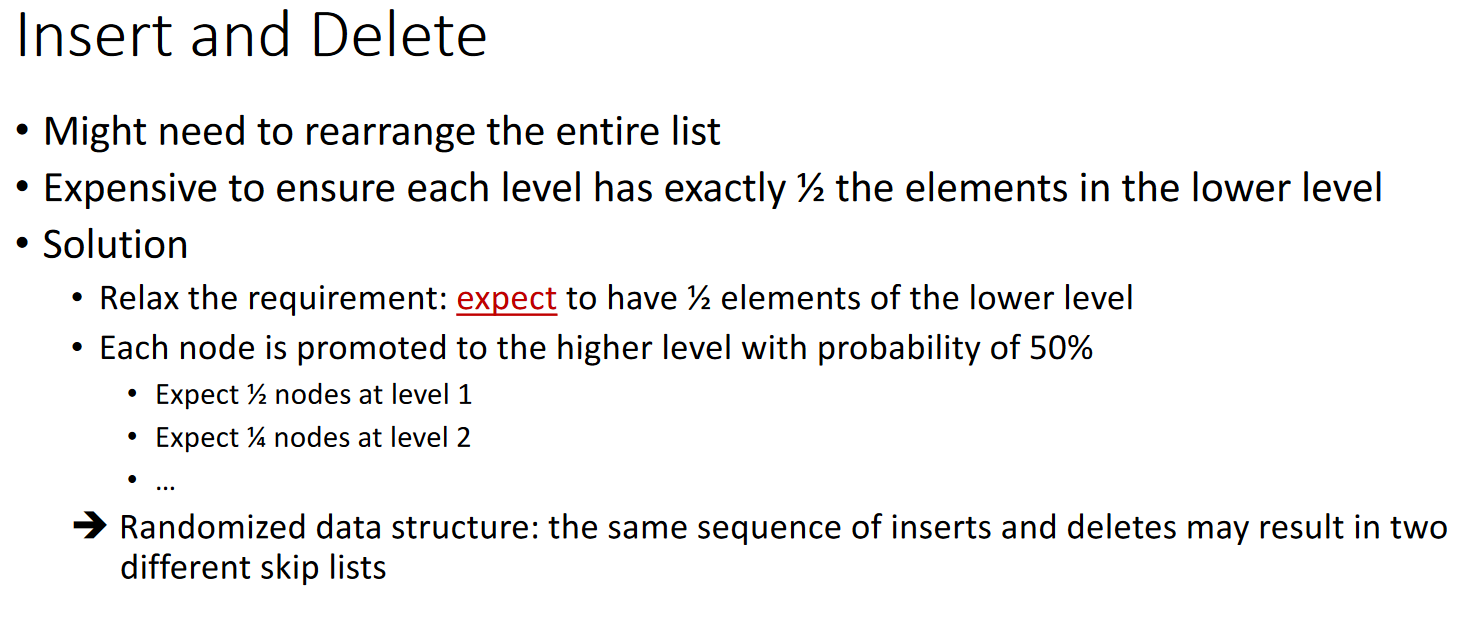 Insert and Delete
• Might need to rearrange the entire list
• Expensive to ensure each level has exactly ½ the elements in the lower level
• Solution
• Relax the requirement: expect to have ½ elements of the lower level
• Each node is promoted to the higher level with probability of 50%
• Expect ½ nodes at level 1
• Expect ¼ nodes at level 2
• …
➔ Randomized data structure: the same sequence of inserts and deletes may result in two
different skip lists